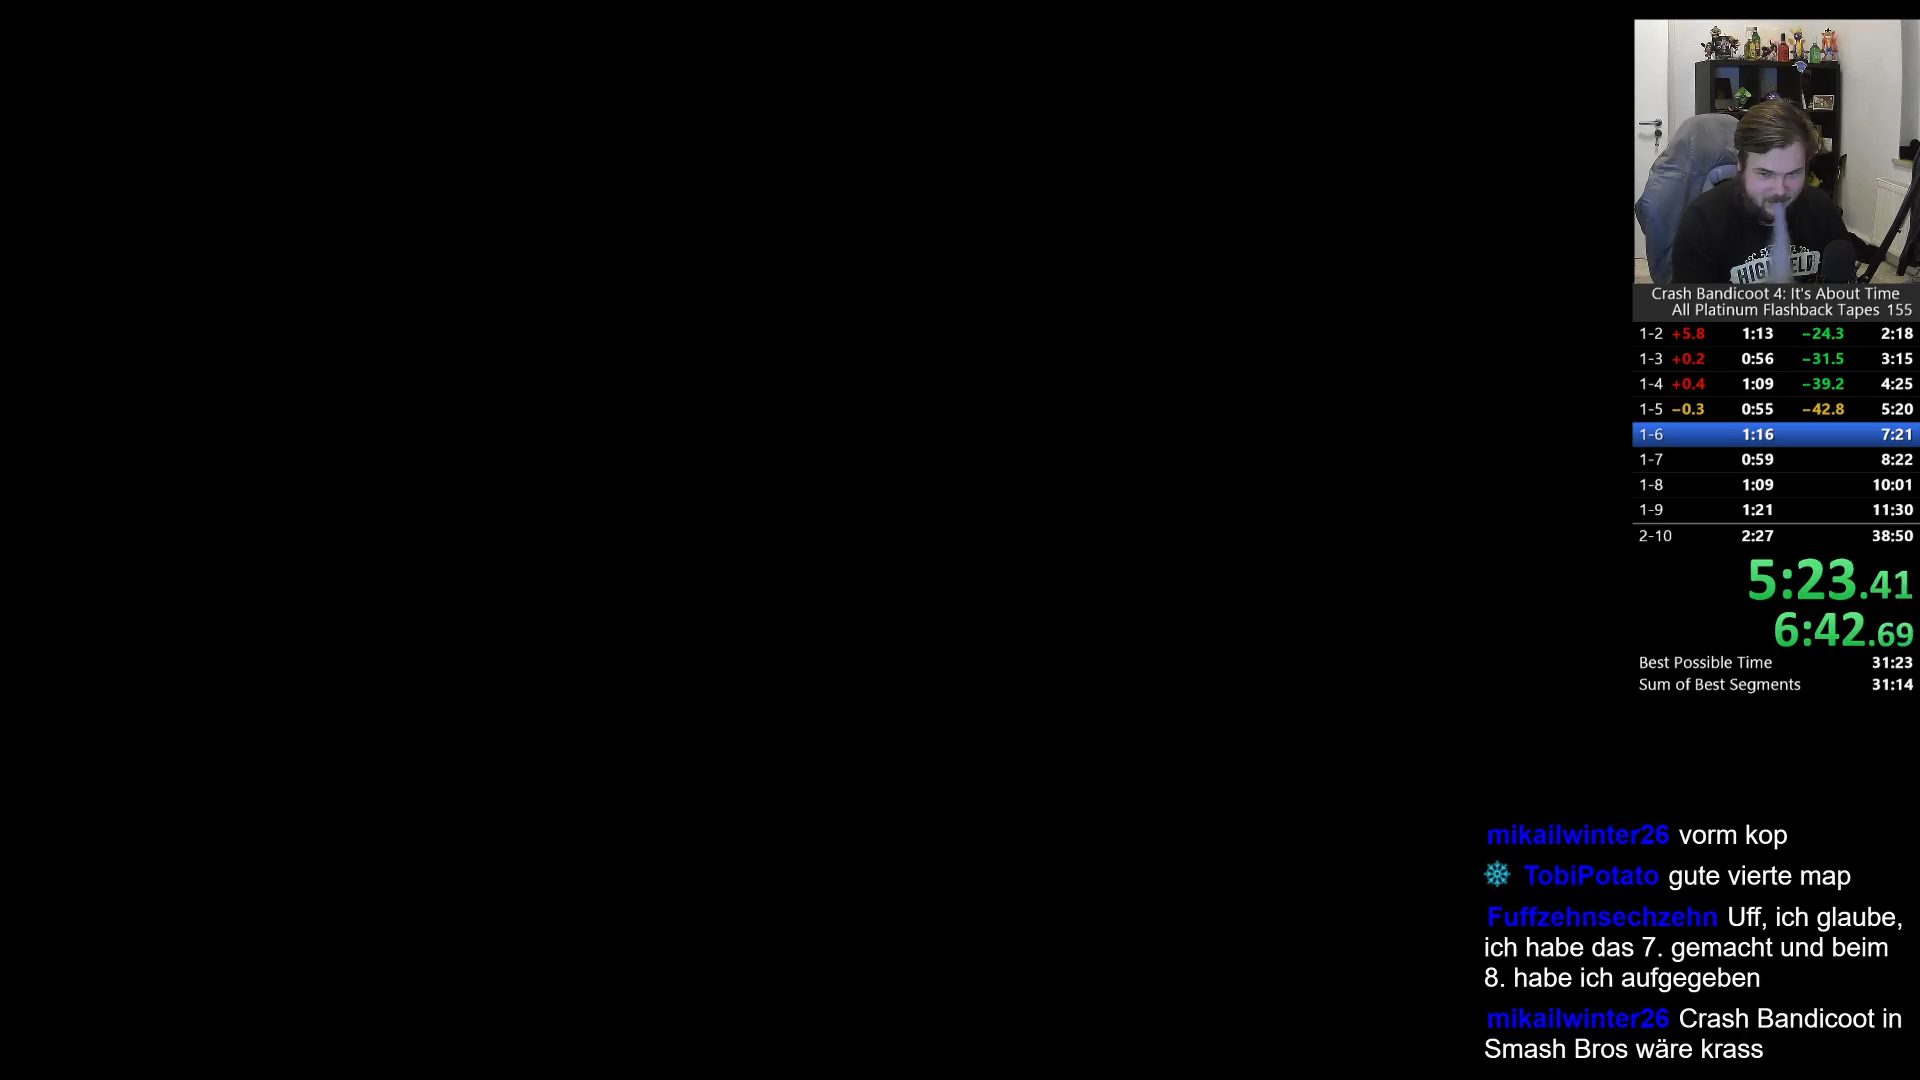 HIGHFIELD
Crash Bandicoot 4: It's About Time
All Platinum Flashback Tapes 155
1-2 +5.8 1:13 −24.3 2:18
1-3 +0.2 0:56 −31.5 3:15
1-4 +0.4 1:09 −39.2 4:25
1-5 −0.3 0:55 −42.8 5:20
1-6 1:16 7:21
1-7 0:59 8:22
1-8 1:09 10:01
1-9 1:21 11:30
2-10 2:27 38:50
5:23.41
6:42.69
Best Possible Time 31:23
Sum of Best Segments 31:14
mikailwinter26 vorm kop
TobiPotato gute vierte map
Fuffzehnsechzehn Uff, ich glaube,
ich habe das 7. gemacht und beim
8. habe ich aufgegeben
mikailwinter26 Crash Bandicoot in
Smash Bros wäre krass